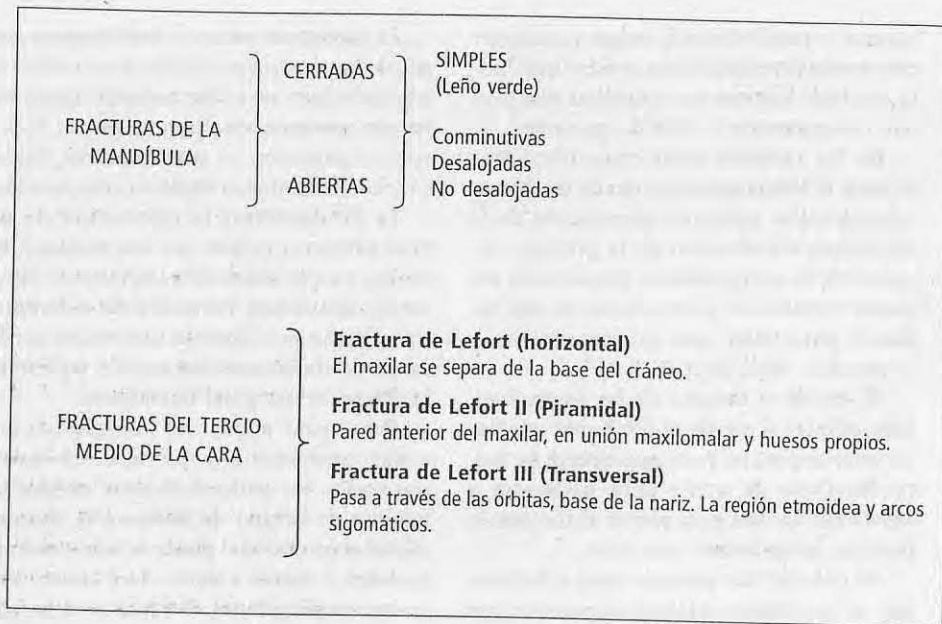 FRACTURAS DE LA
MANDÍBULA
CERRADAS
ABIERTAS
SIMPLES
(Leño verde)
Conminutivas
Desalojadas
No desalojadas
FRACTURAS DEL TERCIO
MEDIO DE LA CARA
Fractura de Lefort (horizontal)
El maxilar se separa de la base del cráneo.
Fractura de Lefort II (Piramidal)
Pared anterior del maxilar, en unión maxilomalar y huesos propios.
Fractura de Lefort III (Transversal)
Pasa a través de las órbitas, base de la nariz. La región etmoidea y arcos
sigomáticos.